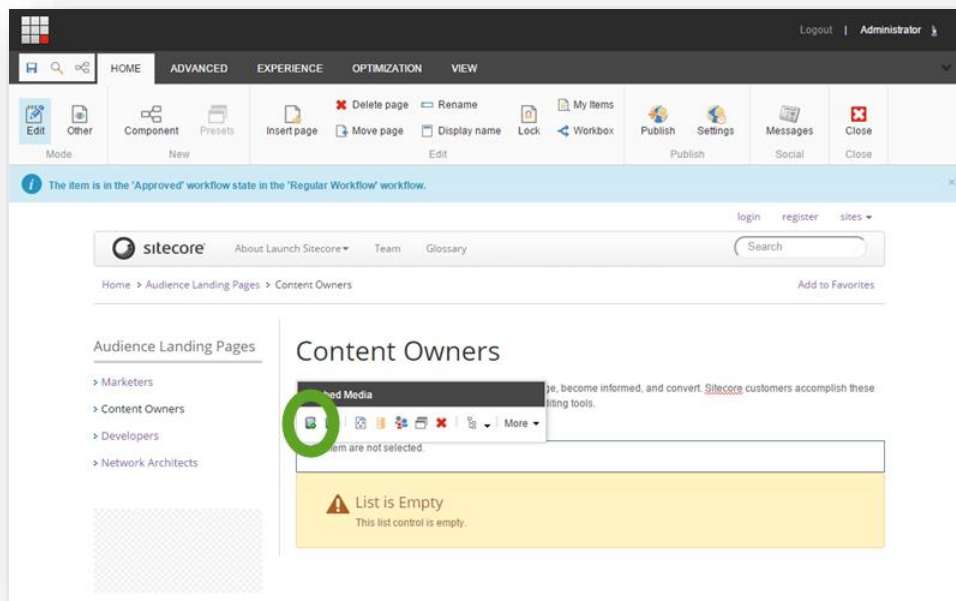 Logout | Administrator
HOME ADVANCED EXPERIENCE OPTIMIZATION VIEW
Edit Other Component Presets Insert page Delete page Rename Lock My Items Publish Settings Messages Close
Move page Display name Workbox
Mode New Edit Publish Social Close
The item is in the 'Approved' workflow state in the 'Regular Workflow' workflow.
login register sites
sitecore About Launch Sitecore Team Glossary Search
Home > Audience Landing Pages > Content Owners Add to Favorites
Audience Landing Pages
Marketers
Content Owners
Developers
Network Architects
Content Owners
Media
become informed, and convert. Sitecore customers accomplish these
tools.
More
are not selected.
List is Empty
This list control is empty.